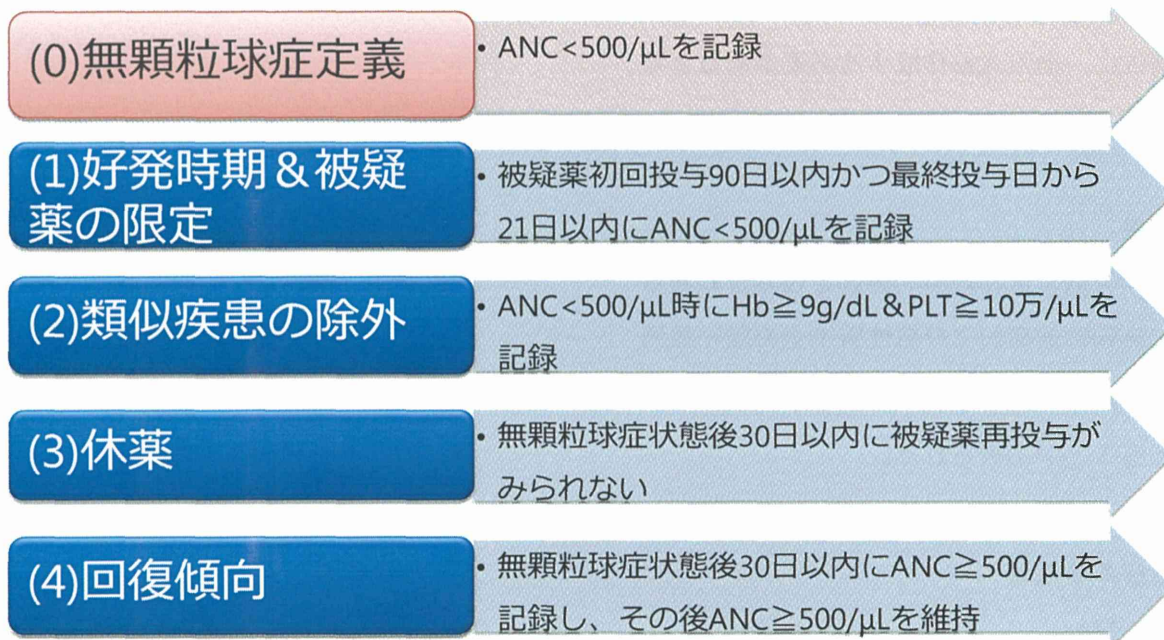 (0)無顆粒球症定義
• ANC<500/μLを記録
(1)好発時期＆被疑
薬の限定
• 被疑薬初回投与90日以内かつ最終投与日から
21日以内にANC<500/μLを記録
(2)類似疾患の除外
• ANC<500/μL時にHb≧9g/dL＆PLT≧10万/μLを
記録
(3)休薬
• 無顆粒球症状態後30日以内に被疑薬再投与が
みられない
(4)回復傾向
• 無顆粒球症状態後30日以内にANC≧500/μLを
記録し、その後ANC≧500/μLを維持